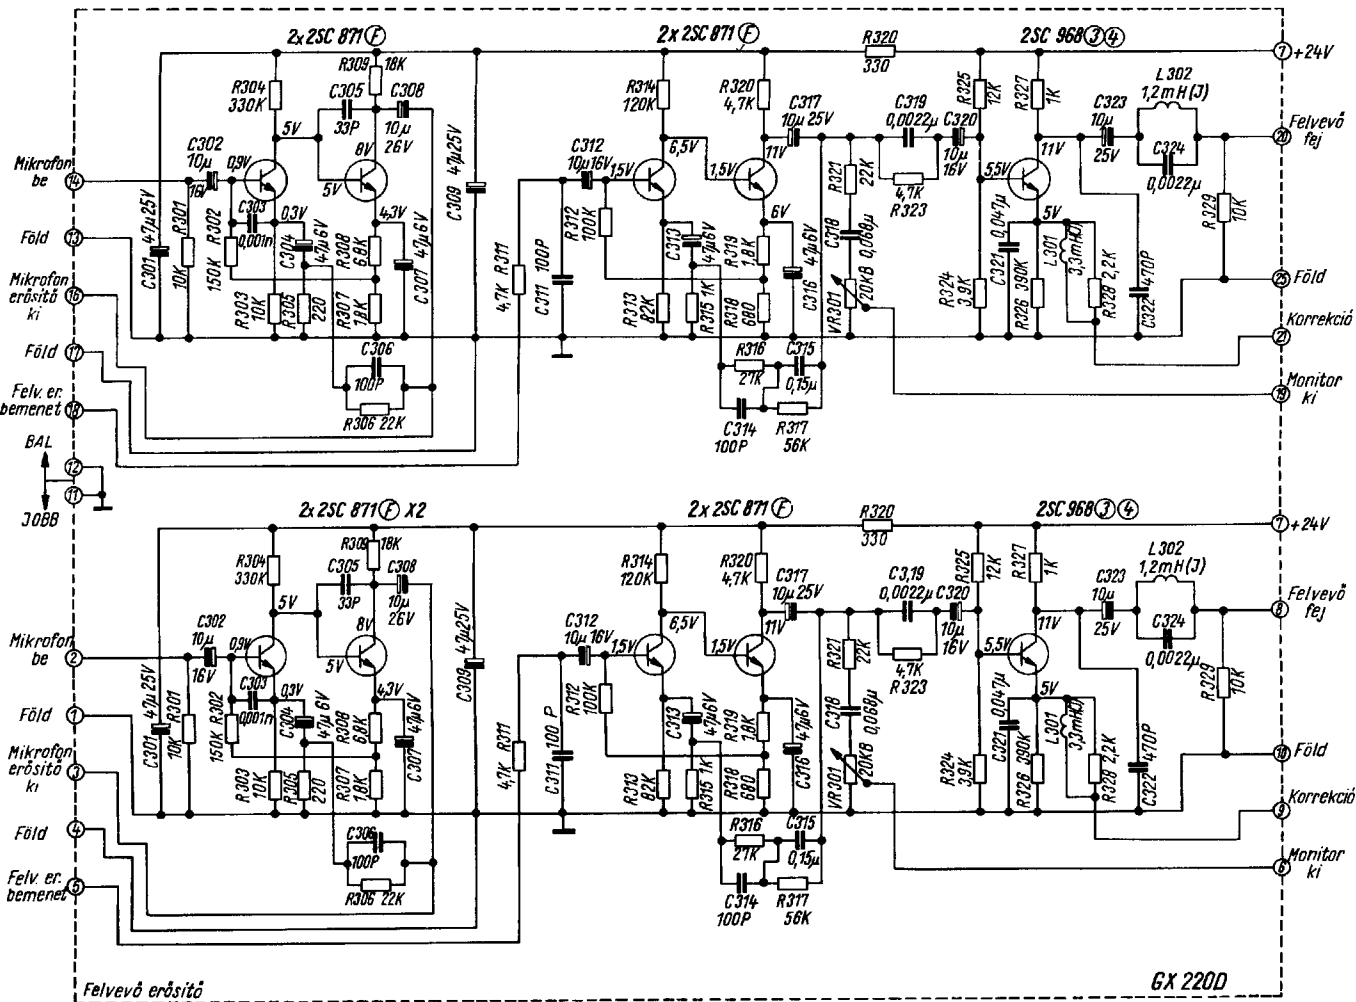 2x 2SC 871 F
2x 2SC 871 F
R320
330
2SC 968 3 4
7 +24V
R304
330K
R309
18K
C305
33P
C308
10µ
26V
5V
8V
5V
47µ25V
C309
R314
120K
R320
4,7K
6,5V
11V
C317
10µ 25V
C319
0,0022µ
C320
10µ
16V
R325
12K
R327
1K
C323
10µ
25V
L302
1,2mH(J)
C324
0,0022µ
20 Felvevő
fej
Mikrofon
be 14
C302
10µ
16V
0,9V
C303
0,001n
0,3V
4,3V
C312
10µ16V
1,5V
1,5V
6V
R321
22K
4,7K
R323
5,5V
11V
5V
R329
10K
Föld 13
C301
47µ25V
R301
10K
R302
150K
C304
47µ6V
R308
6,8K
C307
47µ6V
R311
4,7K
C311
100P
R312
100K
C313
47µ6V
R319
1,8K
C316
47µ6V
C318
0,068µ
VR301
20KB
C321
0,047µ
R326
390K
L301
3,3mH(J)
R328
2,2K
C322
470P
25 Föld
Mikrofon
erősítő 16
ki
R303
10K
R305
220
R307
1,8K
R313
82K
R315
1K
R318
680
R324
3,9K
Korrekció
21
Föld 17
C306
100P
R306 22K
R316
27K
C315
0,15µ
C314
100P
R317
56K
Monitor
19 ki
Felv. er.
bemenet 18
BAL
12
11
JOBB
2x 2SC 871 F X2
2x 2SC 871 F
R320
330
2SC 968 3 4
7 +24V
R304
330K
R309
18K
C305
33P
C308
10µ
26V
5V
8V
5V
47µ25V
C309
R314
120K
R320
4,7K
6,5V
11V
C317
10µ 25V
C3,19
0,0022µ
C320
10µ
16V
R325
12K
R327
1K
C323
10µ
25V
L302
1,2mH(J)
C324
0,0022µ
8 Felvevő
fej
Mikrofon
be 2
C302
10µ
16V
0,9V
C303
0,001n
0,3V
4,3V
C312
10µ 16V
1,5V
1,5V
R321
22K
4,7K
R323
5,5V
11V
5V
R329
10K
Föld 1
C301
47µ25V
R301
10K
R302
150K
C304
47µ6V
R308
6,8K
C307
47µ6V
R311
4,7K
C311
100 P
R312
100K
C313
47µ6V
R319
1,8K
C316
47µ6V
C318
0,068µ
VR301
20KB
C321
0,047µ
R326
390K
L301
3,3mH(J)
R328
2,2K
C322
470P
10 Föld
Mikrofon
erősítő 3
ki
R303
10K
R305
220
R307
1,8K
R313
82K
R315
1K
R318
680
R324
3,9K
Korrekció
9
Föld 4
C306
100P
R306 22K
R316
27K
C315
0,15µ
C314
100P
R317
56K
Monitor
6 ki
Felv. er.
bemenet 5
Felvevő erősítő
GX 220D